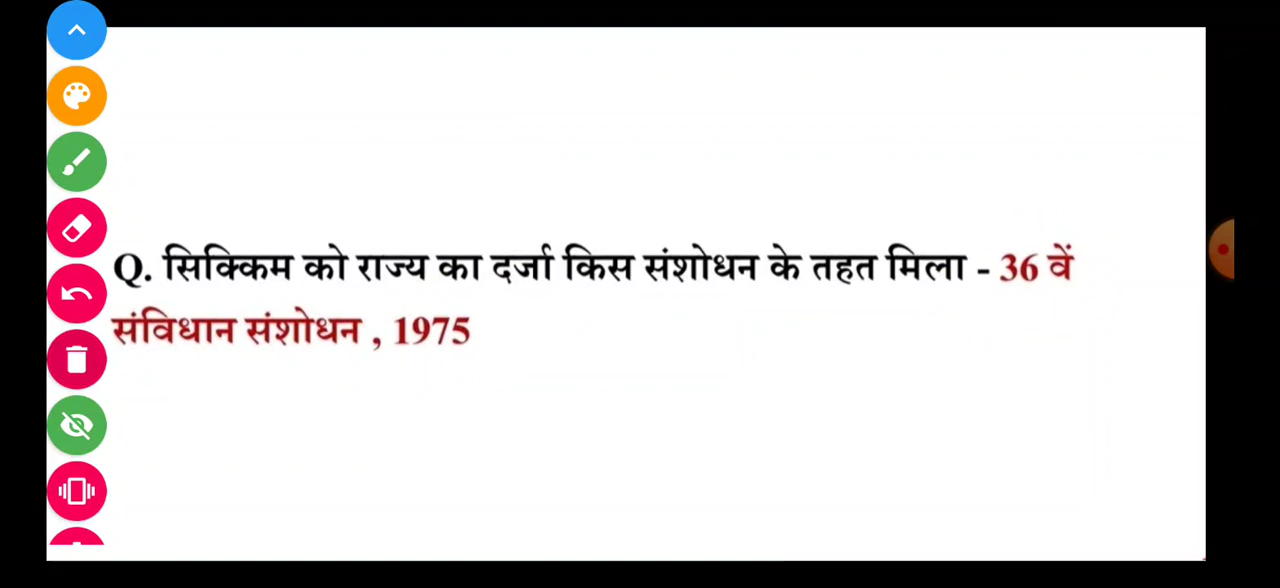 Q. सिक्किम को राज्य का दर्जा किस संशोधन के तहत मिला - 36 वें
संविधान संशोधन , 1975